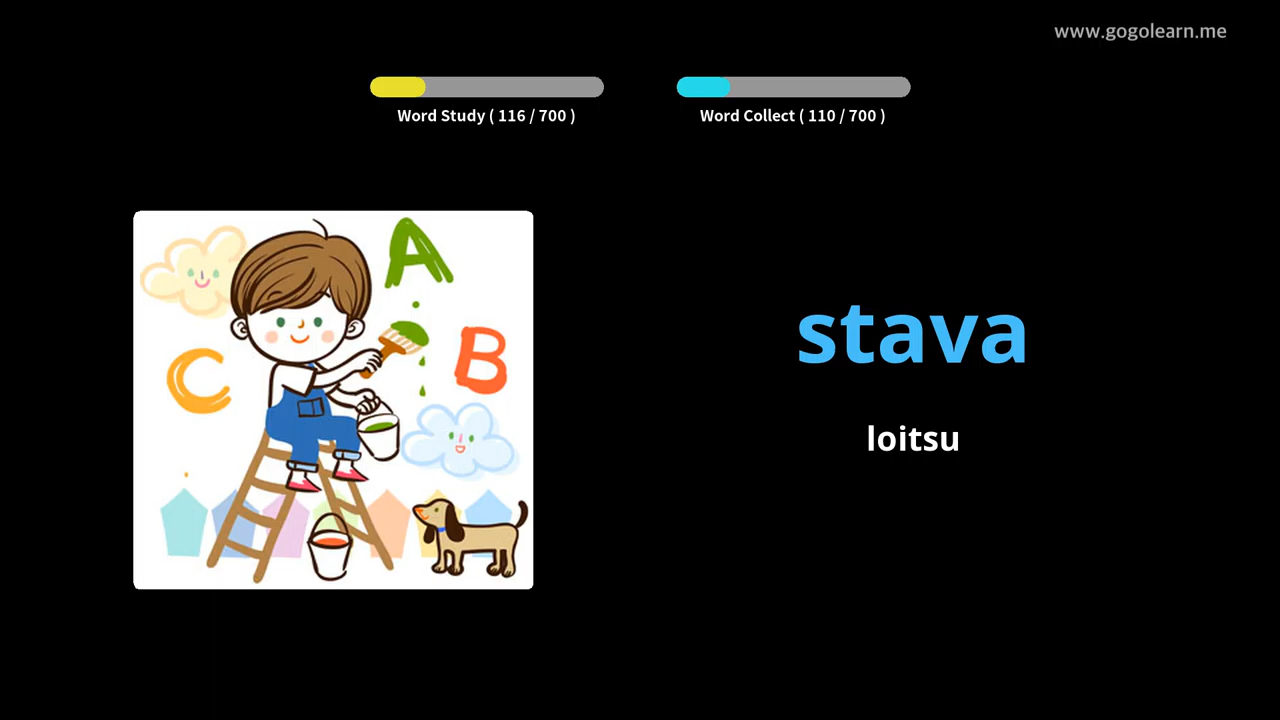 www.gogolearn.me
Word Study ( 116 / 700 )
Word Collect ( 110 / 700 )
A
B
C
stava
loitsu